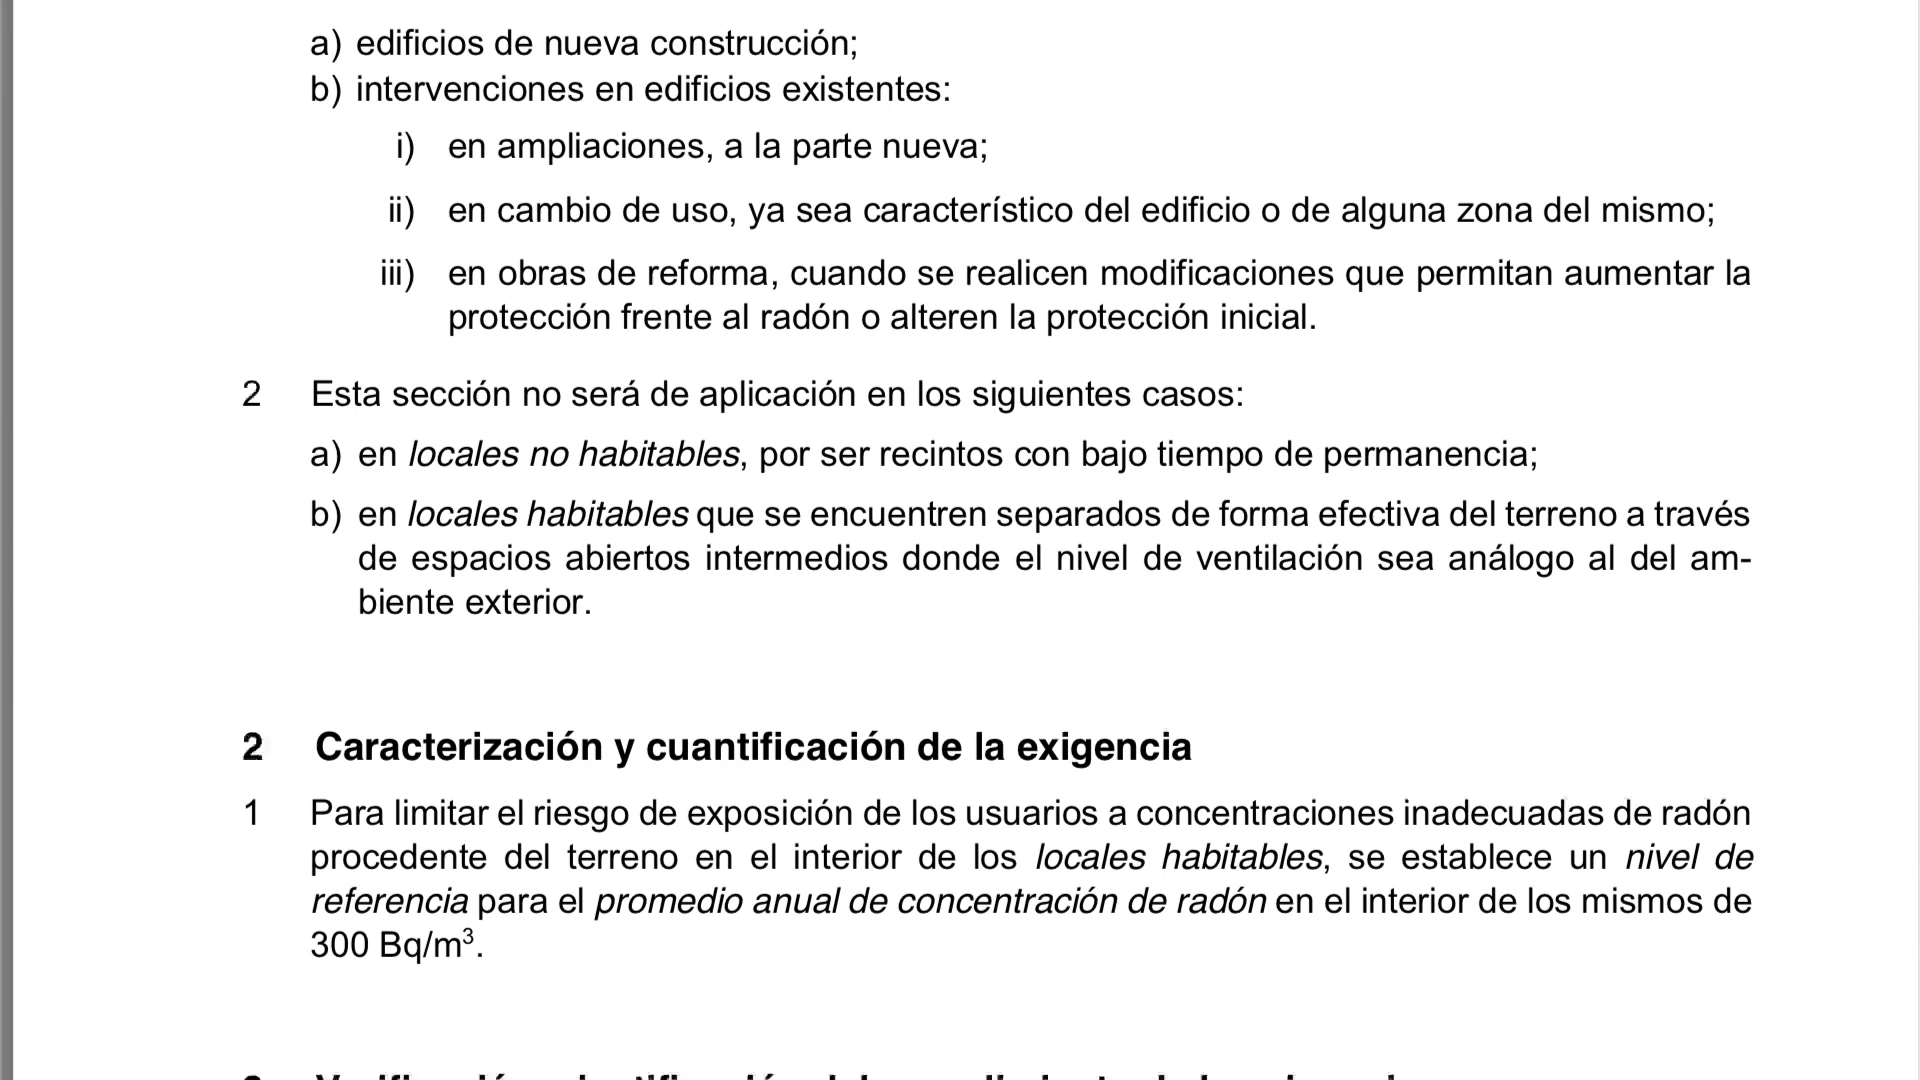 a) edificios de nueva construcción;
b) intervenciones en edificios existentes:
i) en ampliaciones, a la parte nueva;
ii) en cambio de uso, ya sea característico del edificio o de alguna zona del mismo;
iii) en obras de reforma, cuando se realicen modificaciones que permitan aumentar la
protección frente al radón o alteren la protección inicial.
2 Esta sección no será de aplicación en los siguientes casos:
a) en locales no habitables, por ser recintos con bajo tiempo de permanencia;
b) en locales habitables que se encuentren separados de forma efectiva del terreno a través
de espacios abiertos intermedios donde el nivel de ventilación sea análogo al del am-
biente exterior.
2 Caracterización y cuantificación de la exigencia
1 Para limitar el riesgo de exposición de los usuarios a concentraciones inadecuadas de radón
procedente del terreno en el interior de los locales habitables, se establece un nivel de
referencia para el promedio anual de concentración de radón en el interior de los mismos de
300 Bq/m³.